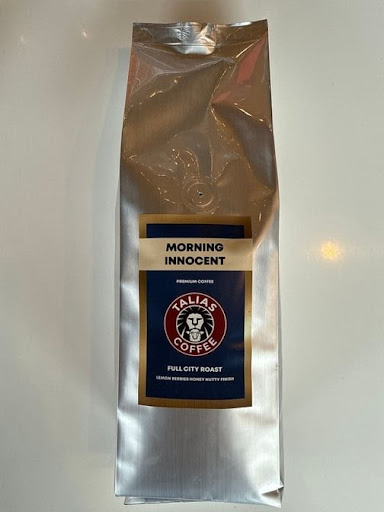 MORNING
INNOCENT
PREMIUM COFFEE
TALIAS
COFFEE
FULL CITY ROAST
LEMON BERRIES HONEY NUTTY FINISH